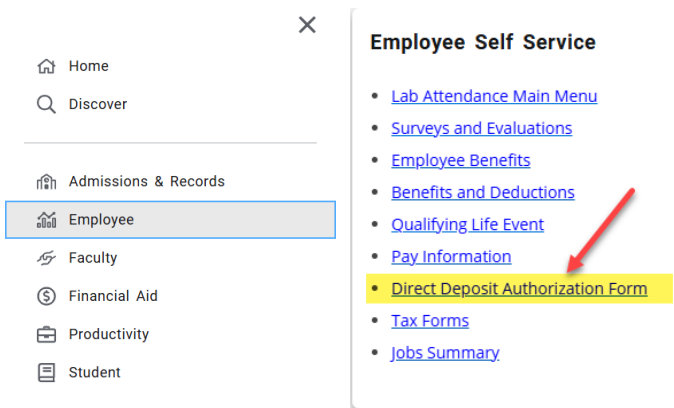 Home
Discover
Admissions & Records
Employee
Faculty
Financial Aid
Productivity
Student
Employee Self Service
Lab Attendance Main Menu
Surveys and Evaluations
Employee Benefits
Benefits and Deductions
Qualifying Life Event
Pay Information
Direct Deposit Authorization Form
Tax Forms
Jobs Summary